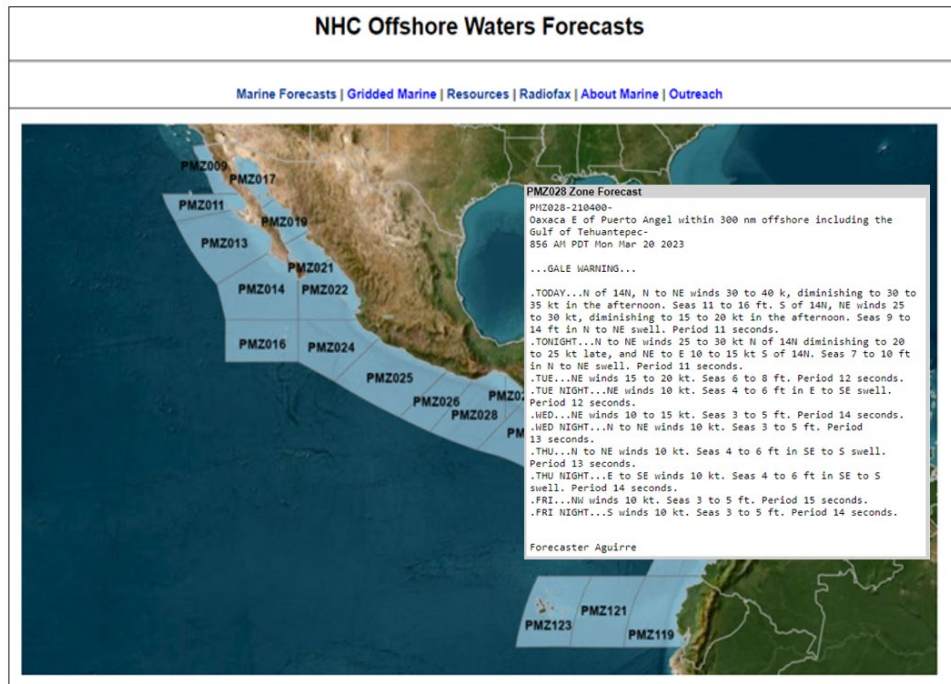 NHC Offshore Waters Forecasts
Marine Forecasts | Gridded Marine | Resources | Radiofax | About Marine | Outreach
PMZ009
PMZ017
PMZ011
PMZ019
PMZ013
PMZ021
PMZ014
PMZ022
PMZ016
PMZ024
PMZ025
PMZ026
PMZ028
PMZ028 Zone Forecast
PMZ028-210400-
Oaxaca E of Puerto Angel within 300 nm offshore including the
Gulf of Tehuantepec-
856 AM PDT Mon Mar 20 2023
...GALE WARNING...
.TODAY...N of 14N, N to NE winds 30 to 40 k, diminishing to 30 to
35 kt in the afternoon. Seas 11 to 16 ft. S of 14N, NE winds 25
to 30 kt, diminishing to 15 to 20 kt in the afternoon. Seas 9 to
14 ft in N to NE swell. Period 11 seconds.
.TONIGHT...N to NE winds 25 to 30 kt N of 14N diminishing to 20
to 25 kt late, and NE to E 10 to 15 kt S of 14N. Seas 7 to 10 ft
in N to NE swell. Period 11 seconds.
.TUE...NE winds 15 to 20 kt. Seas 6 to 8 ft. Period 12 seconds.
.TUE NIGHT...NE winds 10 kt. Seas 4 to 6 ft in E to SE swell.
Period 12 seconds.
.WED...NE winds 10 to 15 kt. Seas 3 to 5 ft. Period 14 seconds.
.WED NIGHT...N to NE winds 10 kt. Seas 3 to 5 ft. Period
13 seconds.
.THU...N to NE winds 10 kt. Seas 4 to 6 ft in SE to S swell.
Period 13 seconds.
.THU NIGHT...E to SE winds 10 kt. Seas 4 to 6 ft in SE to S
swell. Period 14 seconds.
.FRI...NW winds 10 kt. Seas 3 to 5 ft. Period 15 seconds.
.FRI NIGHT...S winds 10 kt. Seas 3 to 5 ft. Period 14 seconds.
Forecaster Aguirre
PMZ123
PMZ121
PMZ119